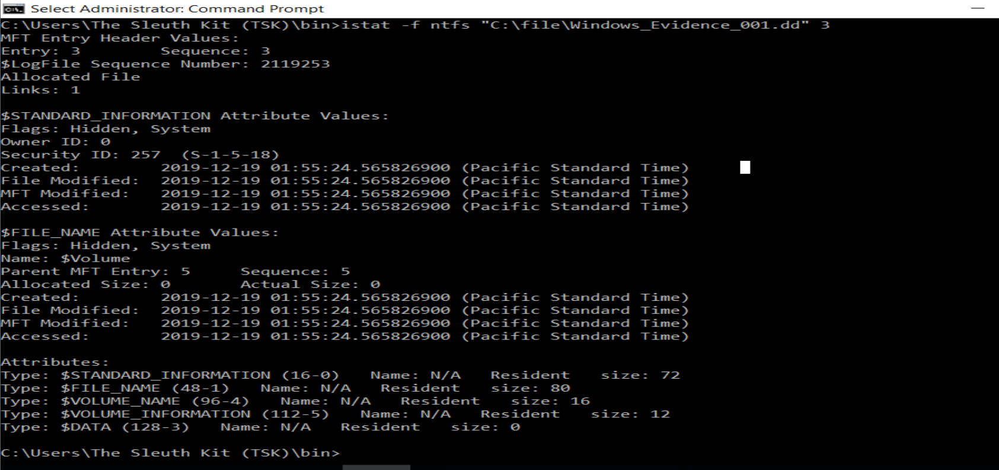 Select Administrator: Command Prompt
C:\Users\The Sleuth Kit (TSK)\bin>istat -f ntfs "C:\file\Windows_Evidence_001.dd" 3
MFT Entry Header Values:
Entry: 3        Sequence: 3
$LogFile Sequence Number: 2119253
Allocated File
Links: 1
$STANDARD_INFORMATION Attribute Values:
Flags: Hidden, System
Owner ID: 0
Security ID: 257  (S-1-5-18)
Created:        2019-12-19 01:55:24.565826900 (Pacific Standard Time)
File Modified:  2019-12-19 01:55:24.565826900 (Pacific Standard Time)
MFT Modified:   2019-12-19 01:55:24.565826900 (Pacific Standard Time)
Accessed:       2019-12-19 01:55:24.565826900 (Pacific Standard Time)
$FILE_NAME Attribute Values:
Flags: Hidden, System
Name: $Volume
Parent MFT Entry: 5     Sequence: 5
Allocated Size: 0       Actual Size: 0
Created:        2019-12-19 01:55:24.565826900 (Pacific Standard Time)
File Modified:  2019-12-19 01:55:24.565826900 (Pacific Standard Time)
MFT Modified:   2019-12-19 01:55:24.565826900 (Pacific Standard Time)
Accessed:       2019-12-19 01:55:24.565826900 (Pacific Standard Time)
Attributes:
Type: $STANDARD_INFORMATION (16-0)   Name: N/A   Resident   size: 72
Type: $FILE_NAME (48-1)   Name: N/A   Resident   size: 80
Type: $VOLUME_NAME (96-4)   Name: N/A   Resident   size: 16
Type: $VOLUME_INFORMATION (112-5)   Name: N/A   Resident   size: 12
Type: $DATA (128-3)   Name: N/A   Resident   size: 0
C:\Users\The Sleuth Kit (TSK)\bin>